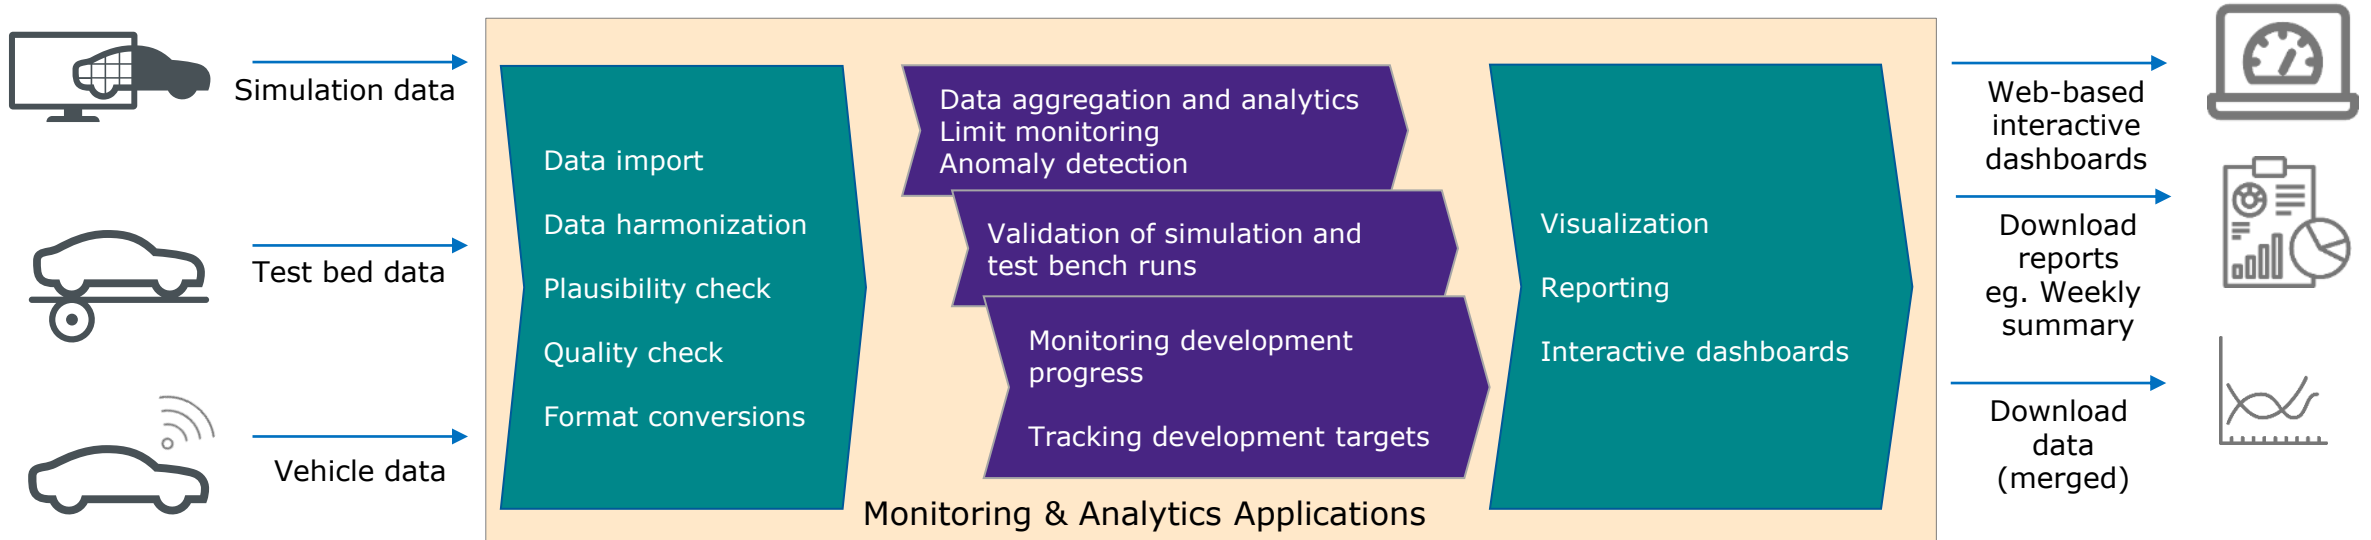 Simulation data
Test bed data
Vehicle data
Data import
Data harmonization
Plausibility check
Quality check
Format conversions
Data aggregation and analytics
Limit monitoring
Anomaly detection
Validation of simulation and
test bench runs
Monitoring development
progress
Tracking development targets
Visualization
Reporting
Interactive dashboards
Monitoring & Analytics Applications
Web-based
interactive
dashboards
Download
reports
eg. Weekly
summary
Download
data
(merged)